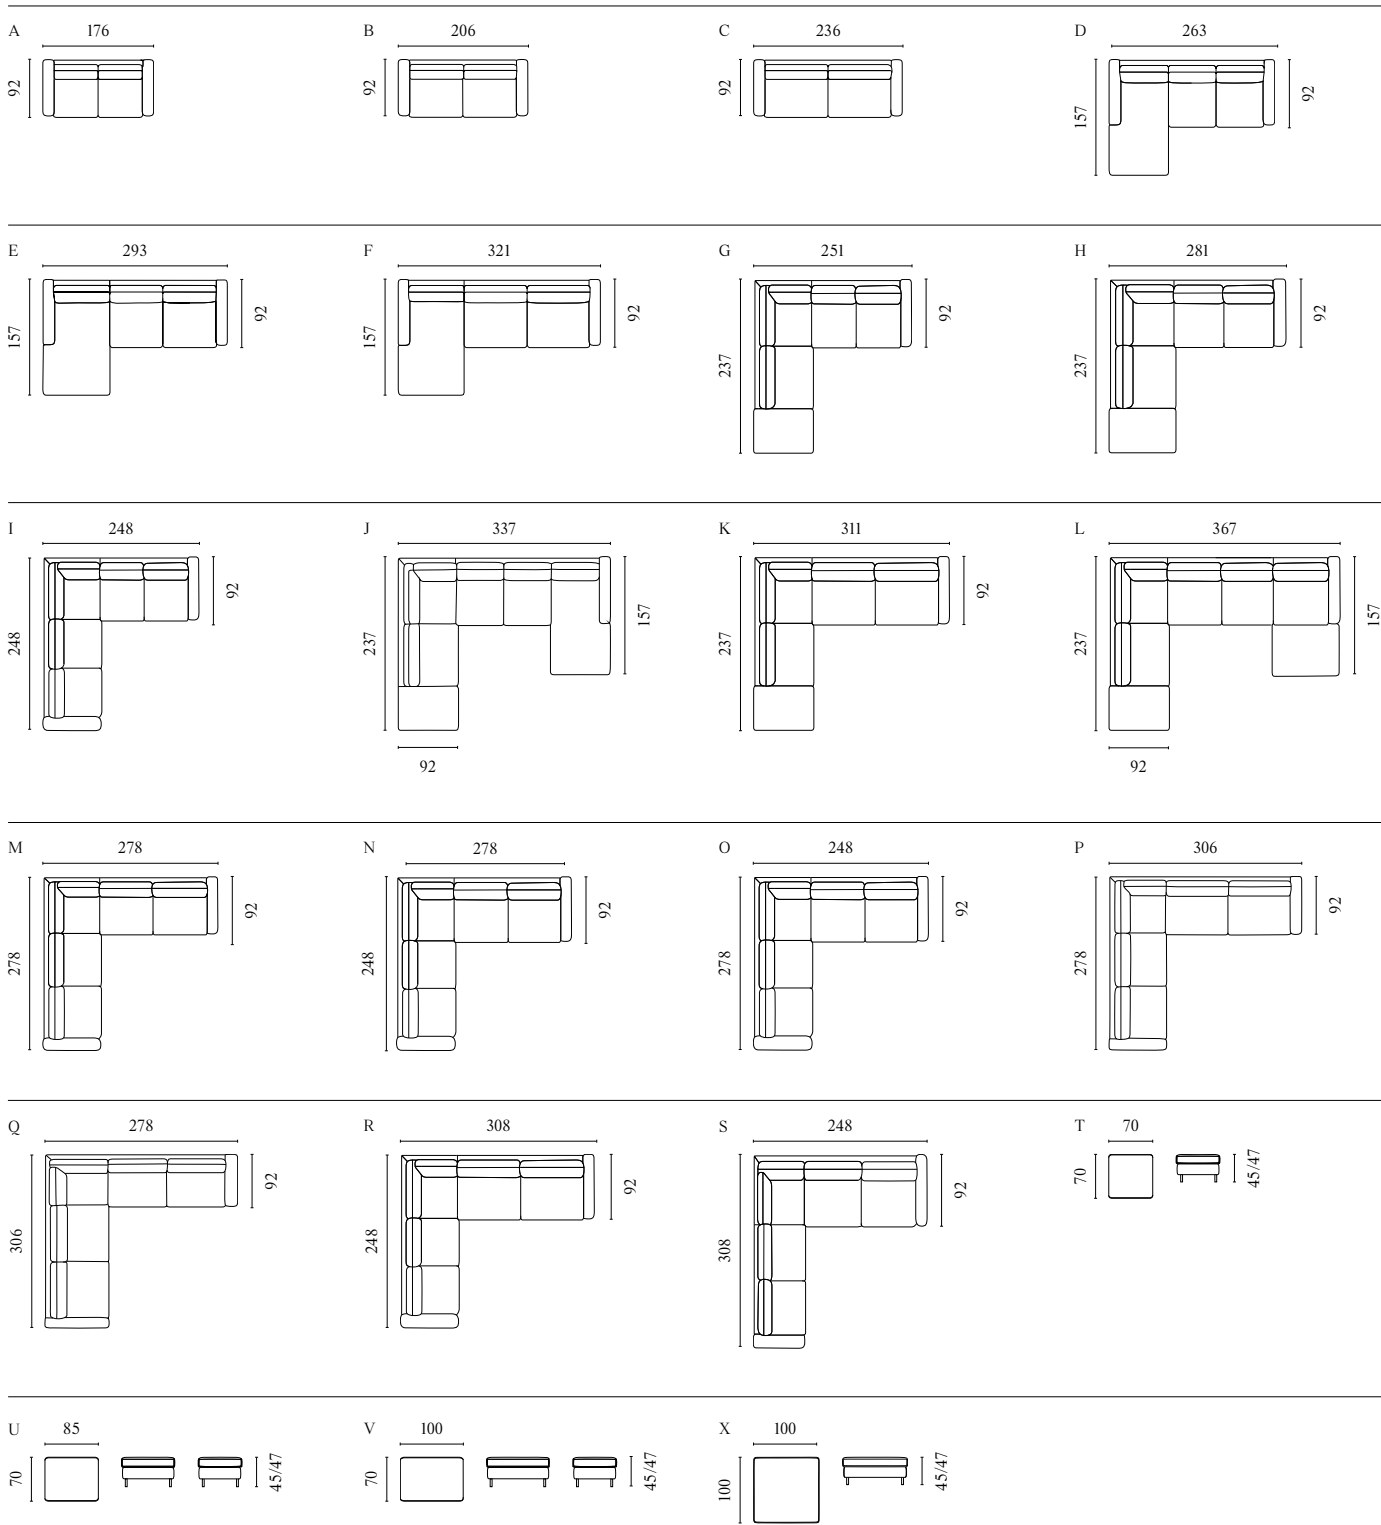 A 176 B 206 C 236 D 263
92 92 92 157 92
E 293 F 321 G 251 H 281
157 92 157 92 237 92 237 92
I 248 J 337 K 311 L 367
248 92 237 157 237 92 237 157
92 92
M 278 N 278 O 248 P 306
278 92 248 92 278 92 278 92
Q 278 R 308 S 248 T 70
306 92 248 92 308 92 70 45/47
U 85 V 100 X 100
70 45/47 70 45/47 100 45/47